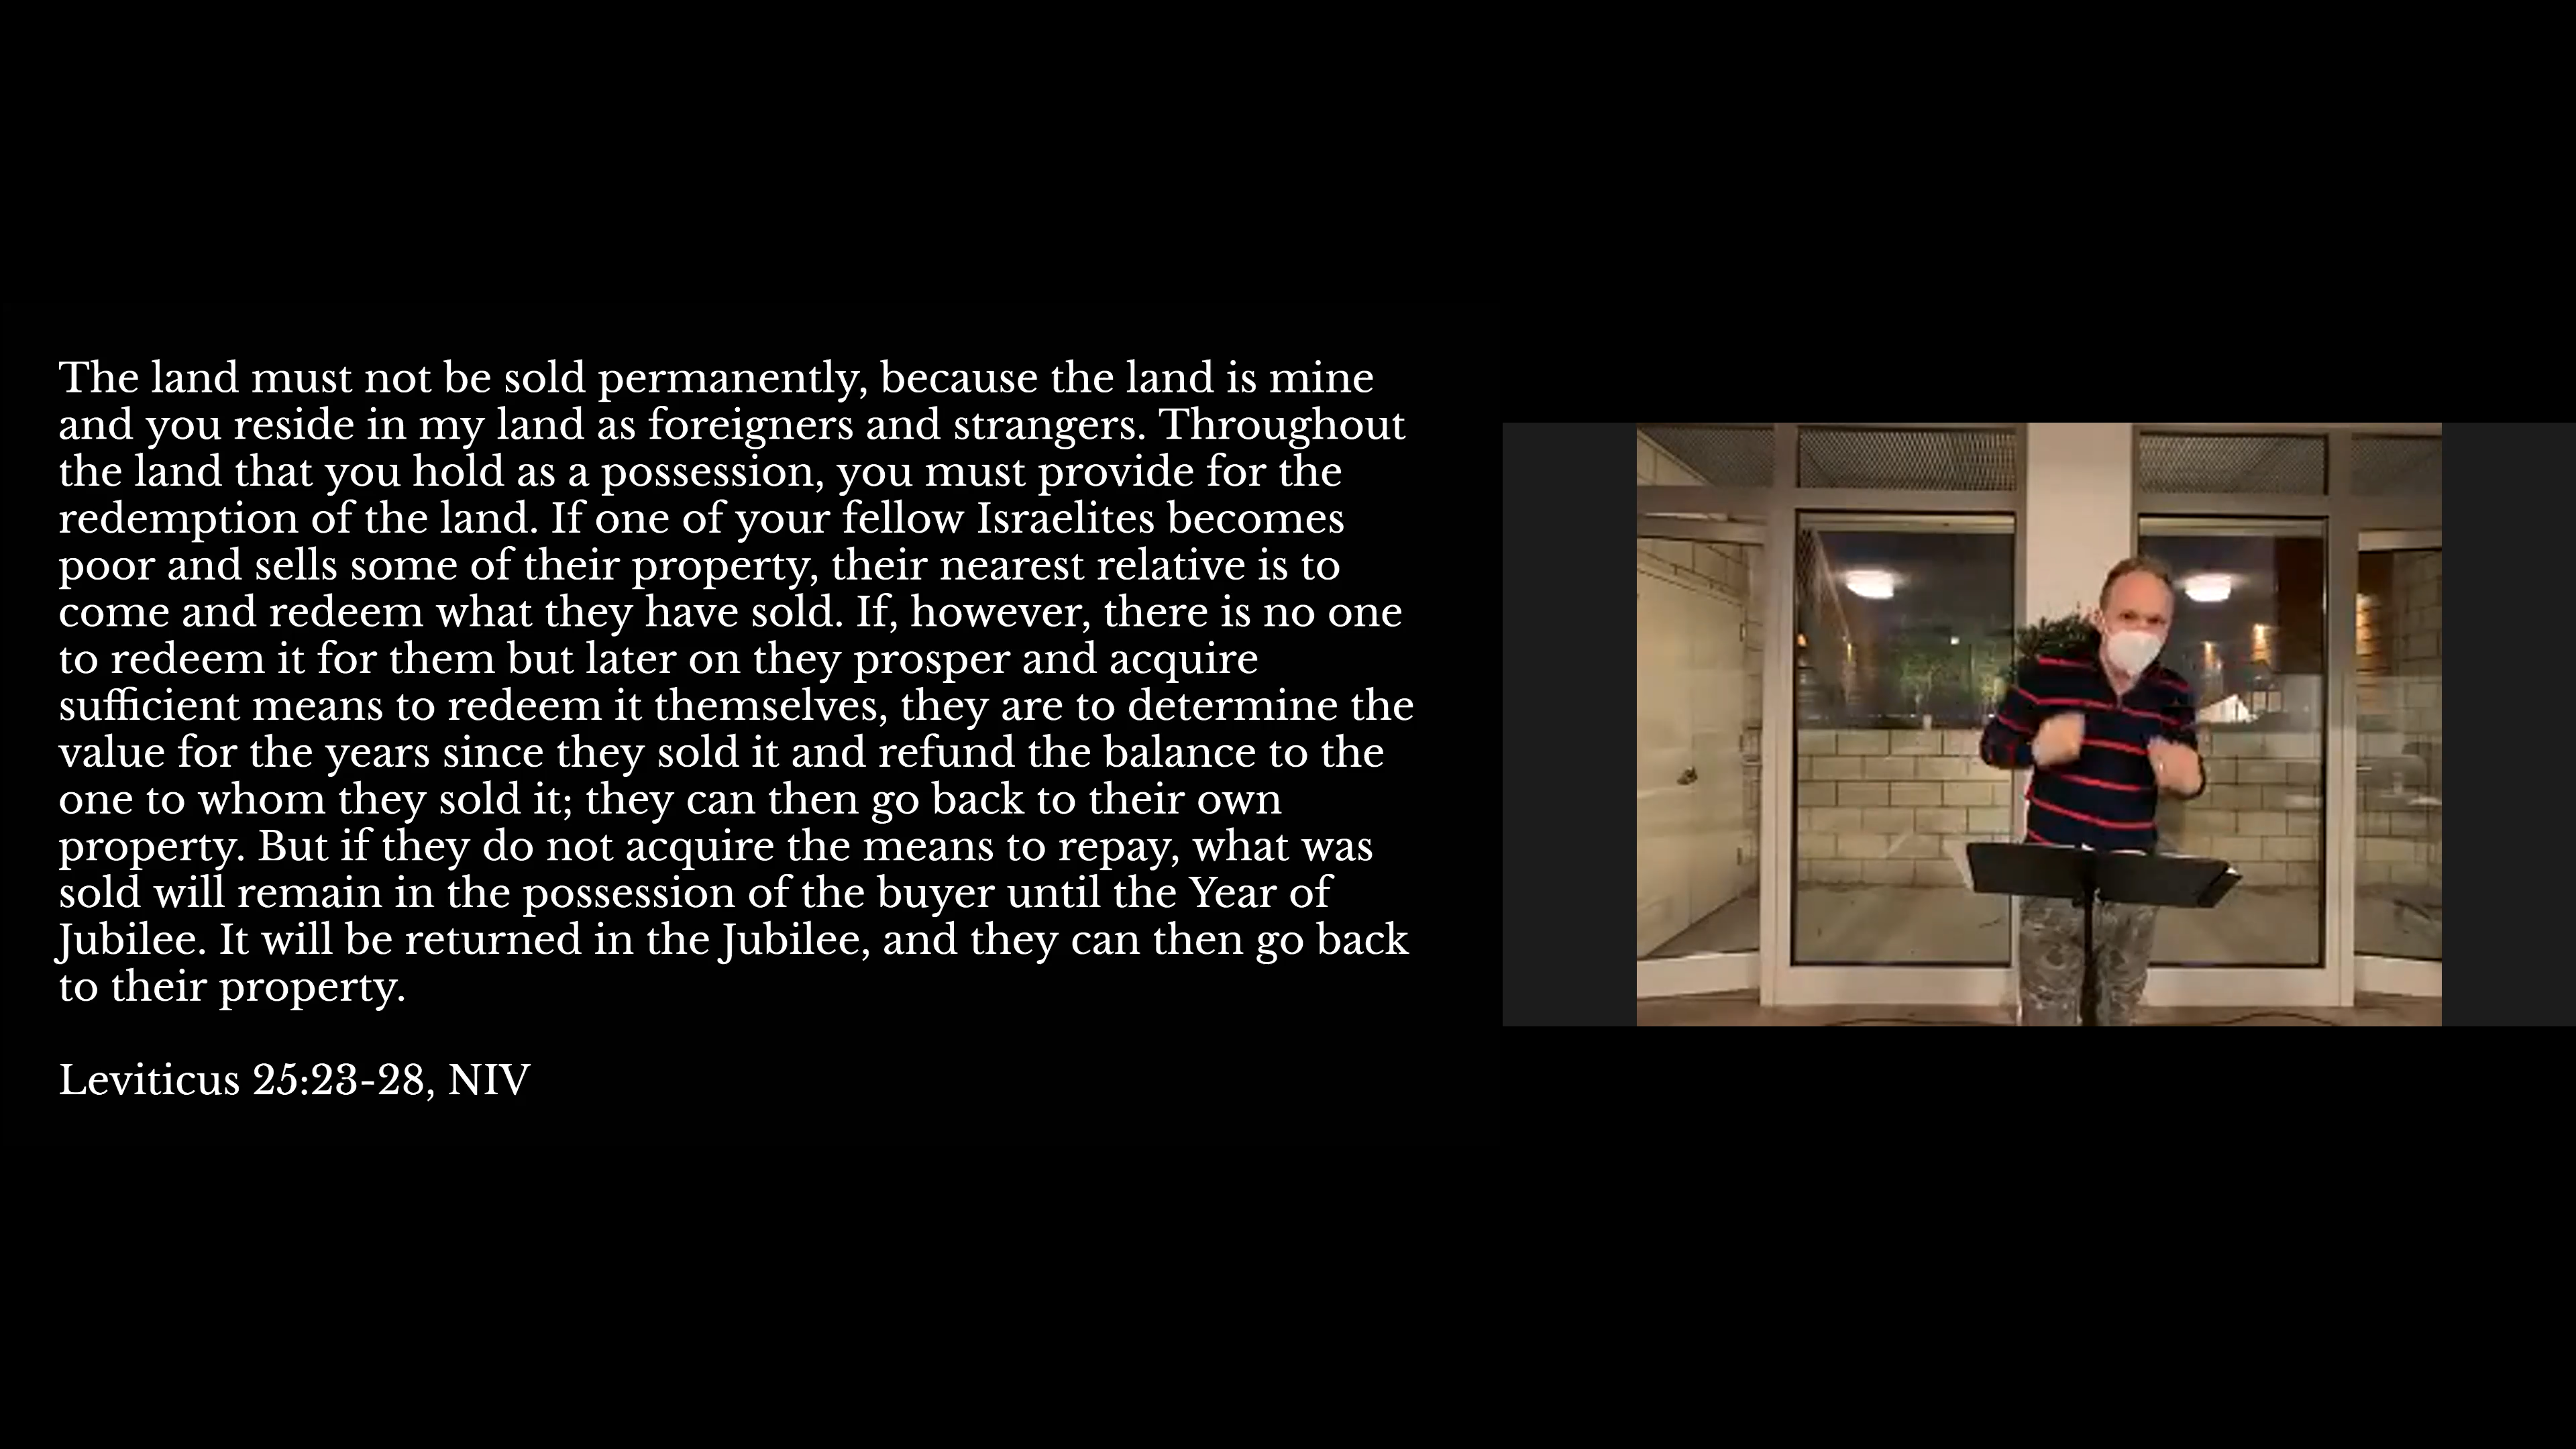 The land must not be sold permanently, because the land is mine
and you reside in my land as foreigners and strangers. Throughout
the land that you hold as a possession, you must provide for the
redemption of the land. If one of your fellow Israelites becomes
poor and sells some of their property, their nearest relative is to
come and redeem what they have sold. If, however, there is no one
to redeem it for them but later on they prosper and acquire
sufficient means to redeem it themselves, they are to determine the
value for the years since they sold it and refund the balance to the
one to whom they sold it; they can then go back to their own
property. But if they do not acquire the means to repay, what was
sold will remain in the possession of the buyer until the Year of
Jubilee. It will be returned in the Jubilee, and they can then go back
to their property.
Leviticus 25:23-28, NIV